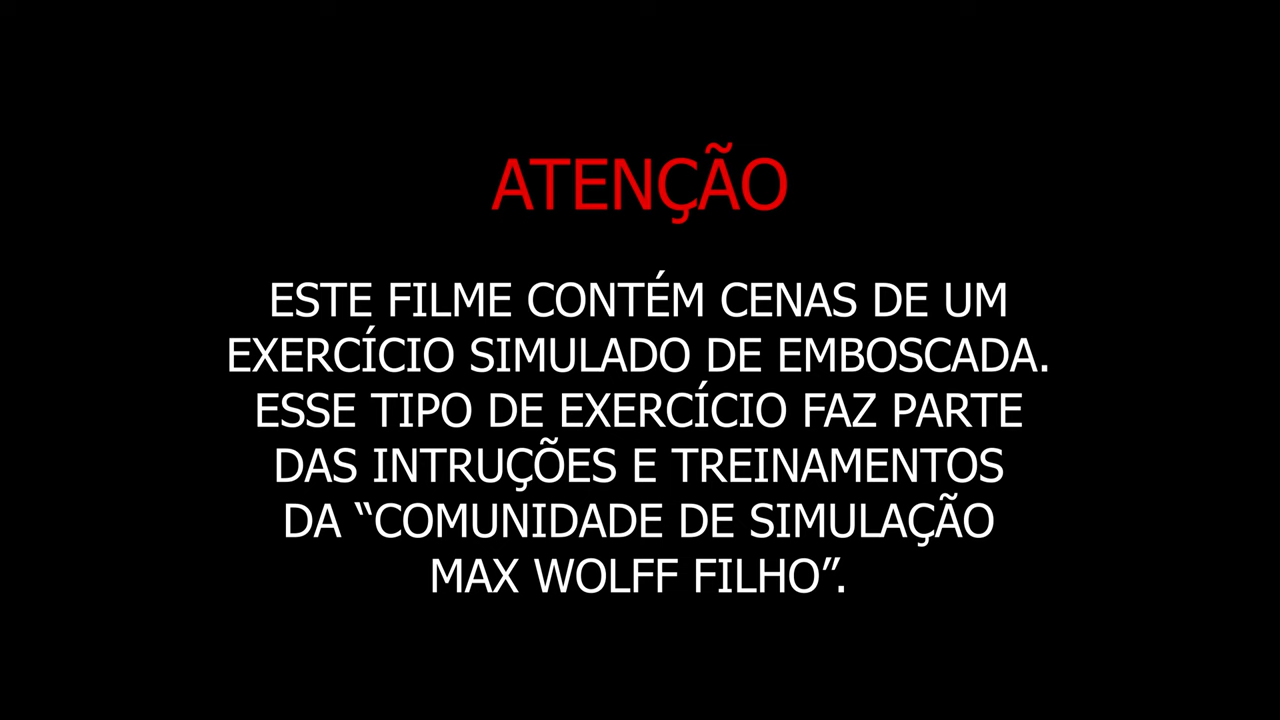 ATENÇÃO
ESTE FILME CONTÉM CENAS DE UM
EXERCÍCIO SIMULADO DE EMBOSCADA.
ESSE TIPO DE EXERCÍCIO FAZ PARTE
DAS INTRUÇÕES E TREINAMENTOS
DA “COMUNIDADE DE SIMULAÇÃO
MAX WOLFF FILHO”.